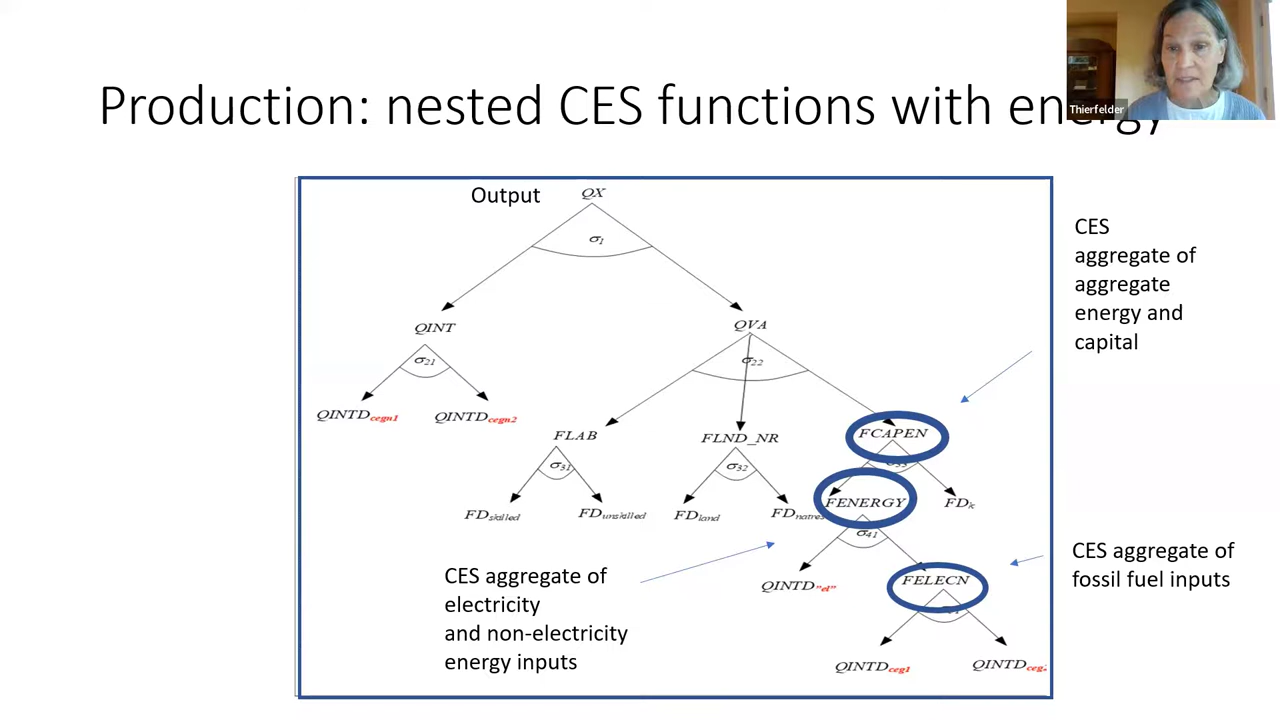 Production: nested CES functions with energy
Thierfelder
Output
QX
σ1
CES
aggregate of
aggregate
energy and
capital
QINT
QVA
σ21
σ22
QINTDcegn1
QINTDcegn2
FLAB
FLND_NR
FCAPEN
σ31
σ32
σ33
FDskilled
FDunskilled
FDland
FDnatres
FENERGY
FDk
σ41
CES aggregate of
electricity
and non-electricity
energy inputs
QINTD"el"
FELECN
CES aggregate of
fossil fuel inputs
QINTDceg1
QINTDceg2